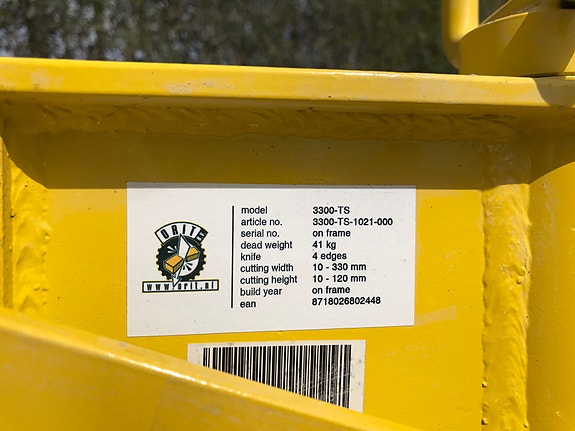 ORIT
www.orit.nl
model 3300-TS
article no. 3300-TS-1021-000
serial no. on frame
dead weight 41 kg
knife 4 edges
cutting width 10 - 330 mm
cutting height 10 - 120 mm
build year on frame
ean 8718026802448